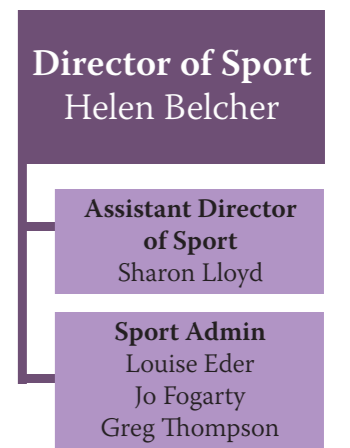 Director of Sport
Helen Belcher
Assistant Director
of Sport
Sharon Lloyd
Sport Admin
Louise Eder
Jo Fogarty
Greg Thompson